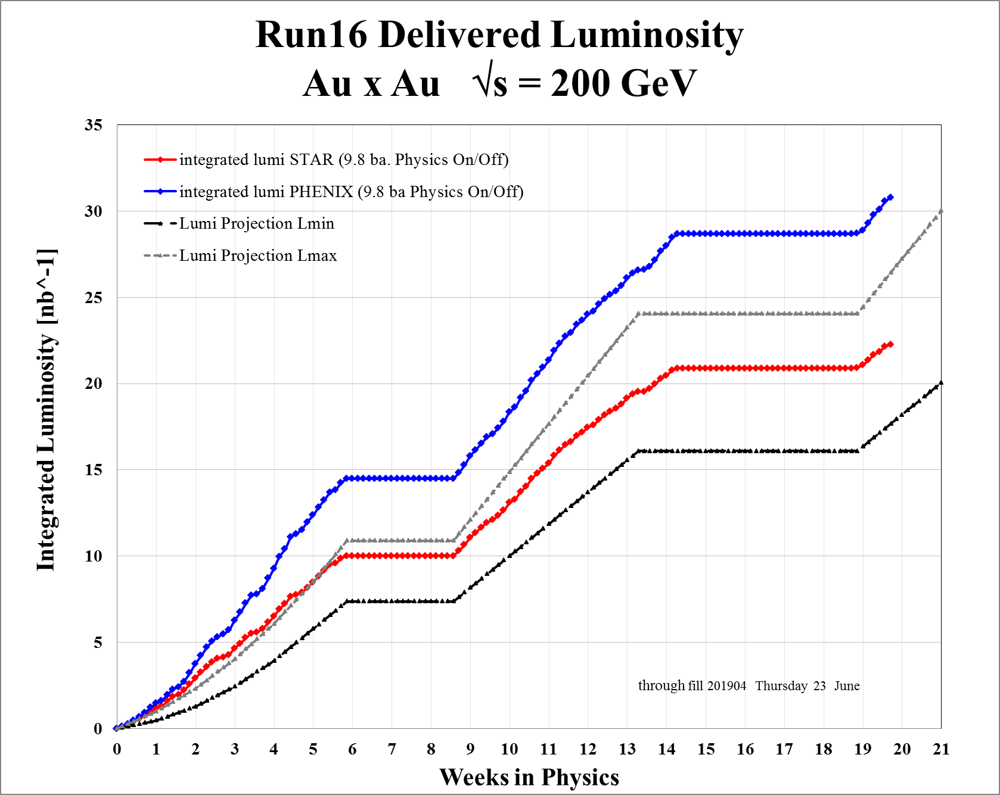 Run16 Delivered Luminosity
Au x Au √s = 200 GeV
35
30
25
20
15
10
5
0
integrated lumi STAR (9.8 ba. Physics On/Off)
integrated lumi PHENIX (9.8 ba Physics On/Off)
Lumi Projection Lmin
Lumi Projection Lmax
Integrated Luminosity [nb^-1]
through fill 201904 Thursday 23 June
0 1 2 3 4 5 6 7 8 9 10 11 12 13 14 15 16 17 18 19 20 21
Weeks in Physics